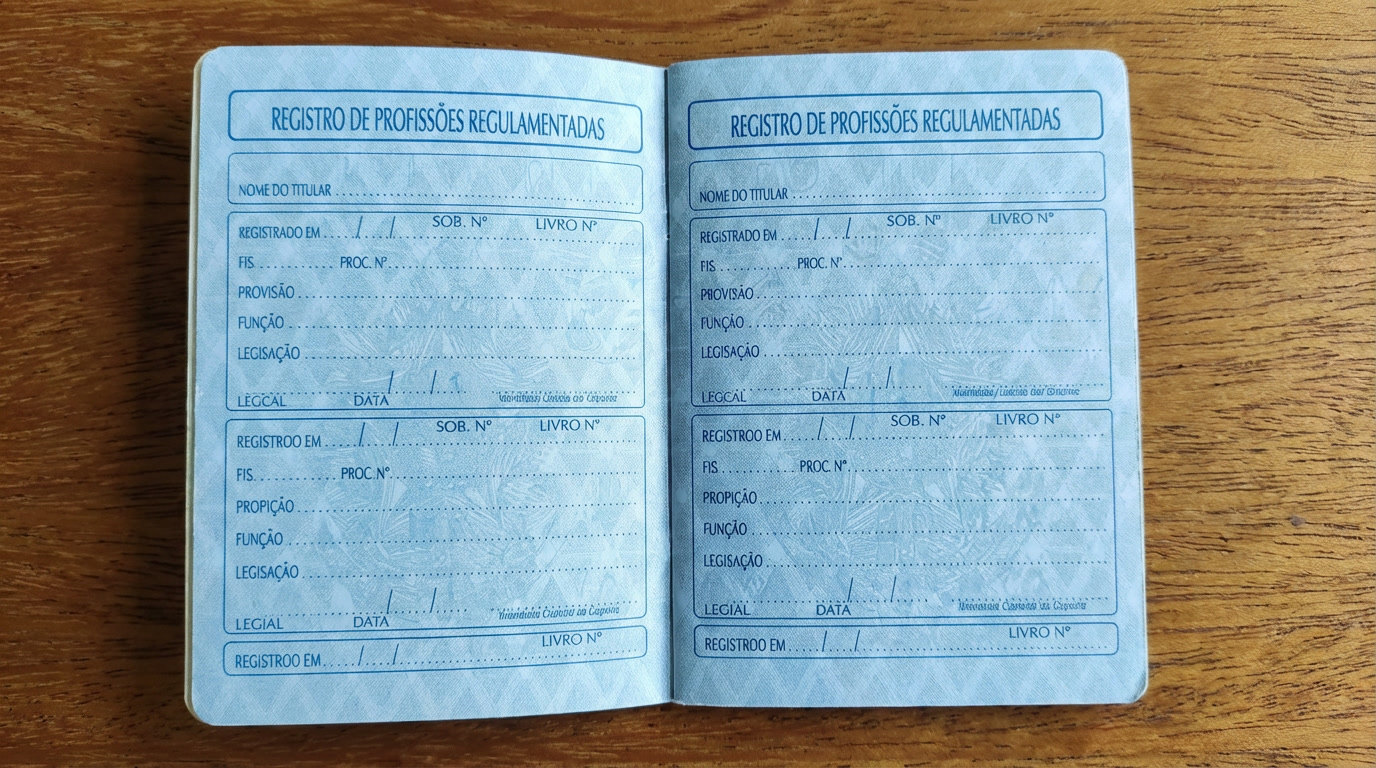 REGISTRO DE PROFISSÕES REGULAMENTADAS
NOME DO TITULAR
REGISTRADO EM / / SOB. Nº LIVRO Nº
FIS. PROC. Nº
PROVISÃO
FUNÇÃO
LEGISAÇÃO
LEGCAL DATA / /
REGISTROO EM / / SOB. Nº LIVRO Nº
FIS. PROC. Nº
PROPIÇÃO
FUNÇÃO
LEGISAÇÃO
LEGIAL DATA / /
REGISTROO EM / / LIVRO Nº
REGISTRO DE PROFISSÕES REGULAMENTADAS
NOME DO TITULAR
REGISTRADO EM / / SOB. Nº LIVRO Nº
FIS. PROC. Nº
FUNÇÃO
LEGISAÇÃO
LEGCAL DATA / /
REGISTROO EM / / SOB. Nº LIVRO Nº
FIS. PROC. Nº
PROPIÇÃO
FUNÇÃO
LEGISAÇÃO
LEGIAL DATA / /
REGISTROO EM / / LIVRO Nº